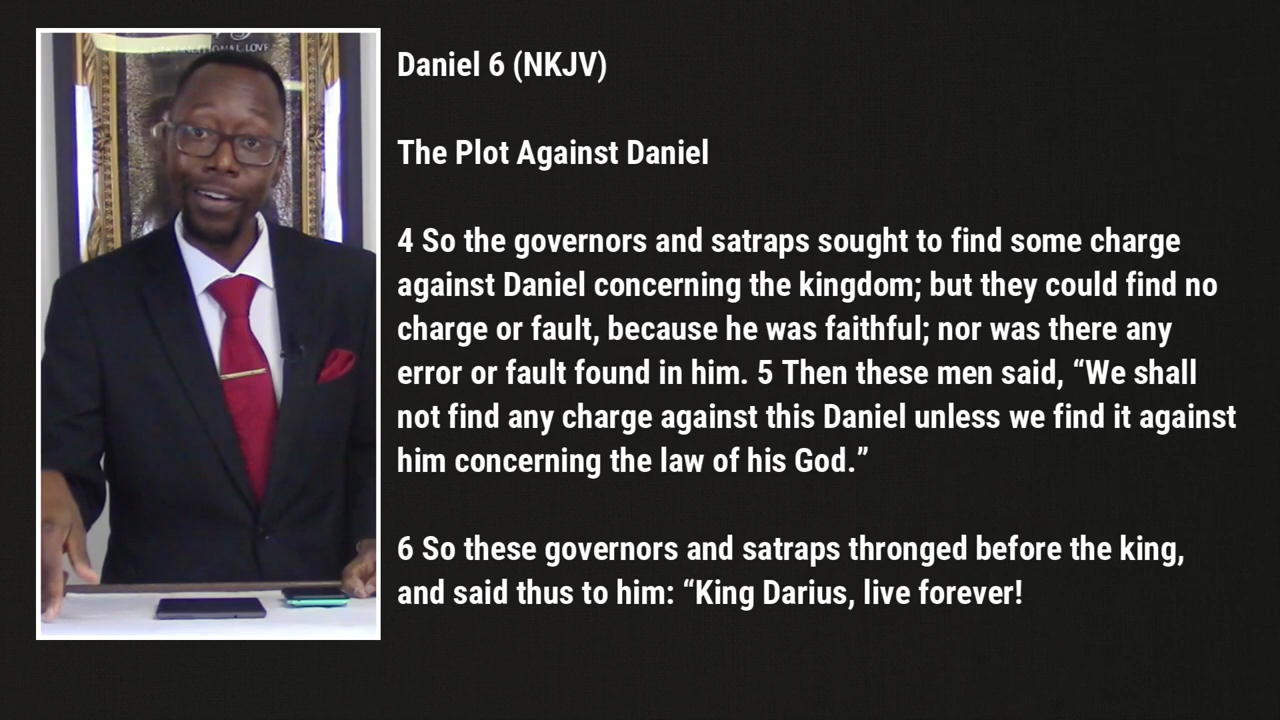 UNCONDITIONAL LOVE
Daniel 6 (NKJV)
The Plot Against Daniel
4 So the governors and satraps sought to find some charge
against Daniel concerning the kingdom; but they could find no
charge or fault, because he was faithful; nor was there any
error or fault found in him. 5 Then these men said, “We shall
not find any charge against this Daniel unless we find it against
him concerning the law of his God.”
6 So these governors and satraps thronged before the king,
and said thus to him: “King Darius, live forever!